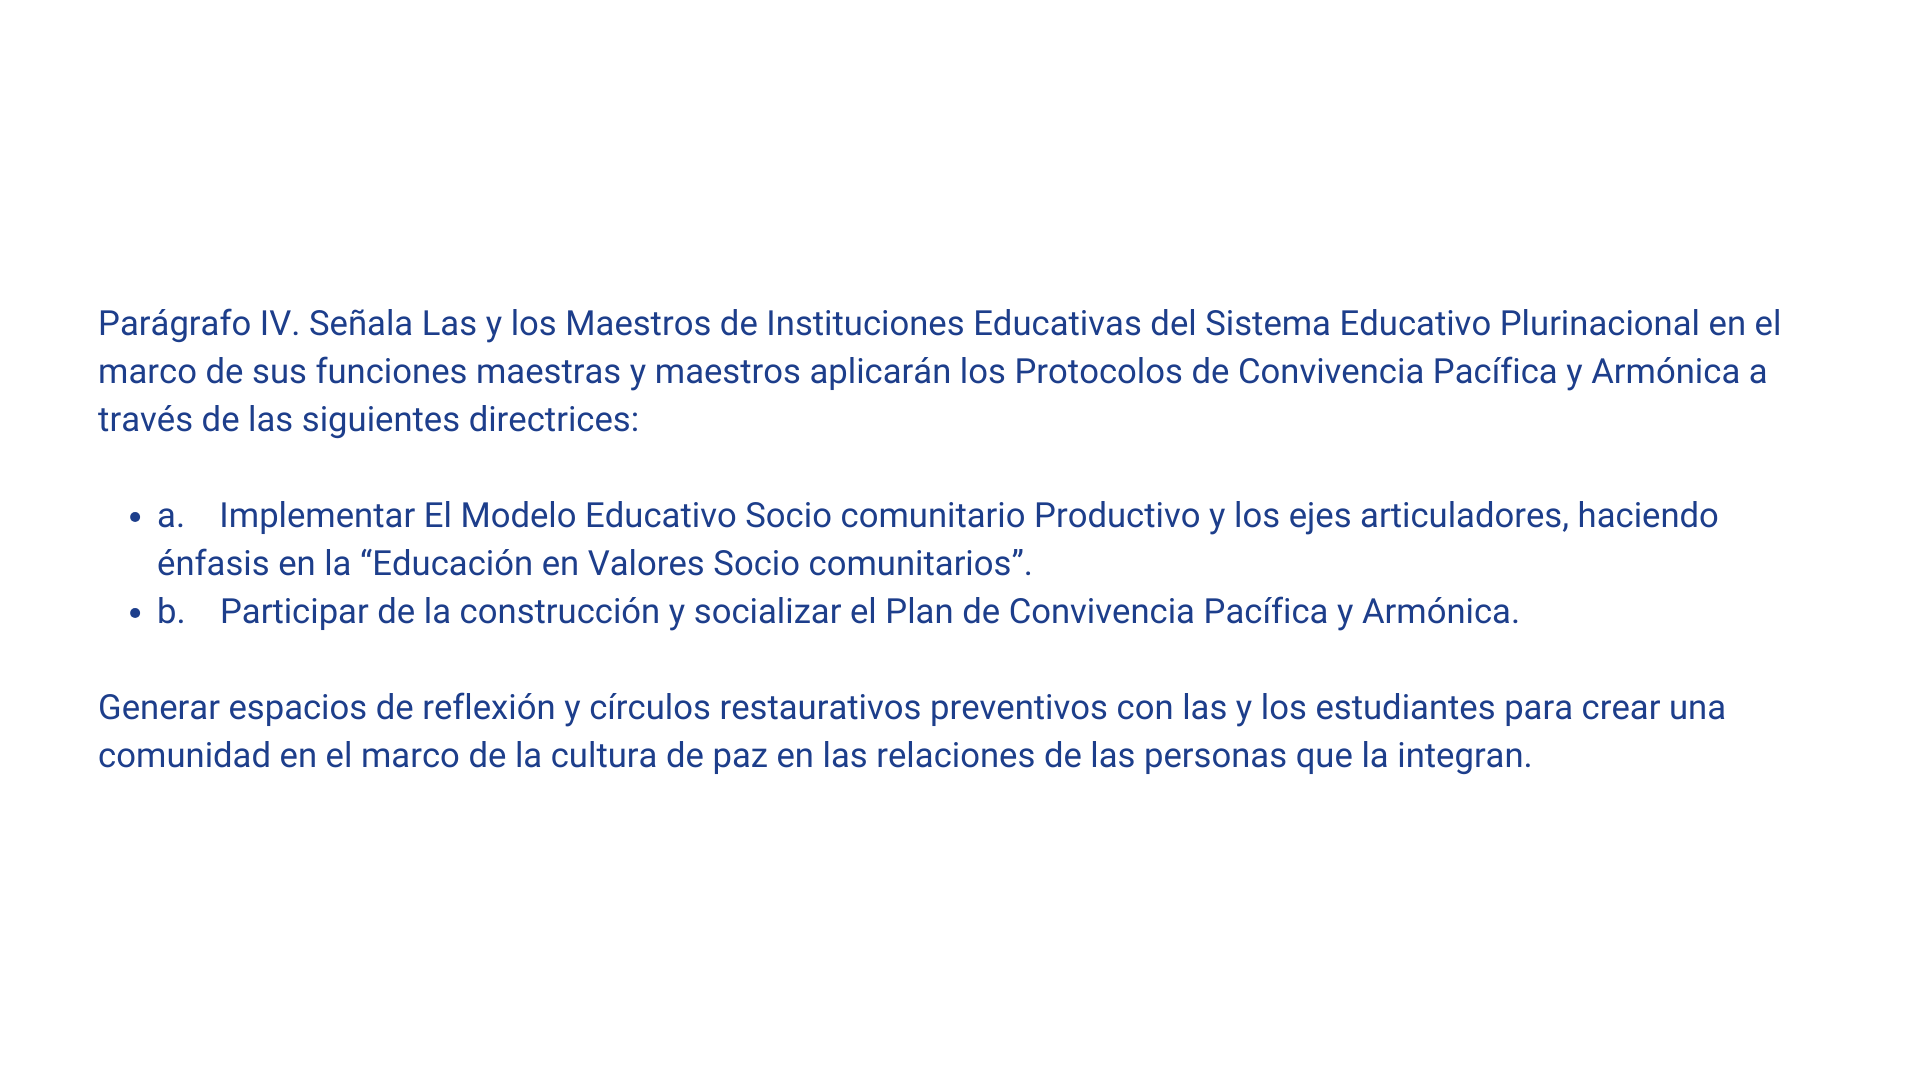 Parágrafo IV. Señala Las y los Maestros de Instituciones Educativas del Sistema Educativo Plurinacional en el
marco de sus funciones maestras y maestros aplicarán los Protocolos de Convivencia Pacífica y Armónica a
través de las siguientes directrices:
• a. Implementar El Modelo Educativo Socio comunitario Productivo y los ejes articuladores, haciendo
énfasis en la “Educación en Valores Socio comunitarios”.
• b. Participar de la construcción y socializar el Plan de Convivencia Pacífica y Armónica.
Generar espacios de reflexión y círculos restaurativos preventivos con las y los estudiantes para crear una
comunidad en el marco de la cultura de paz en las relaciones de las personas que la integran.